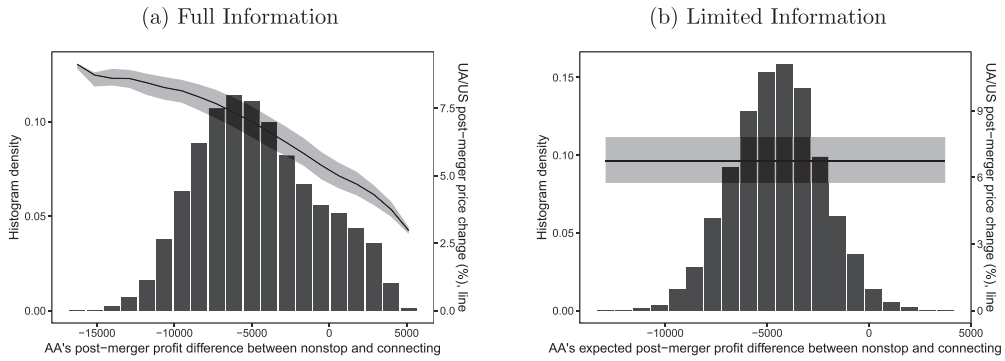 (a) Full Information
(b) Limited Information
Histogram density
0.10
0.05
0.00
7.5
5.0
2.5
0.0
UA/US post-merger price change (%), line
-15000 -10000 -5000 0 5000
AA's post-merger profit difference between nonstop and connecting
Histogram density
0.15
0.10
0.05
0.00
9
6
3
0
UA/US post-merger price change (%), line
-10000 -5000 0 5000
AA's expected post-merger profit difference between nonstop and connecting